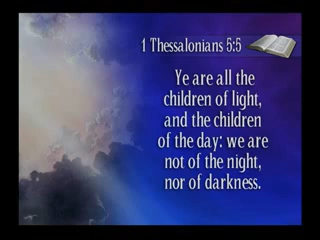 1 Thessalonians 5:5
Ye are all the
children of light,
and the children
of the day: we are
not of the night,
nor of darkness.